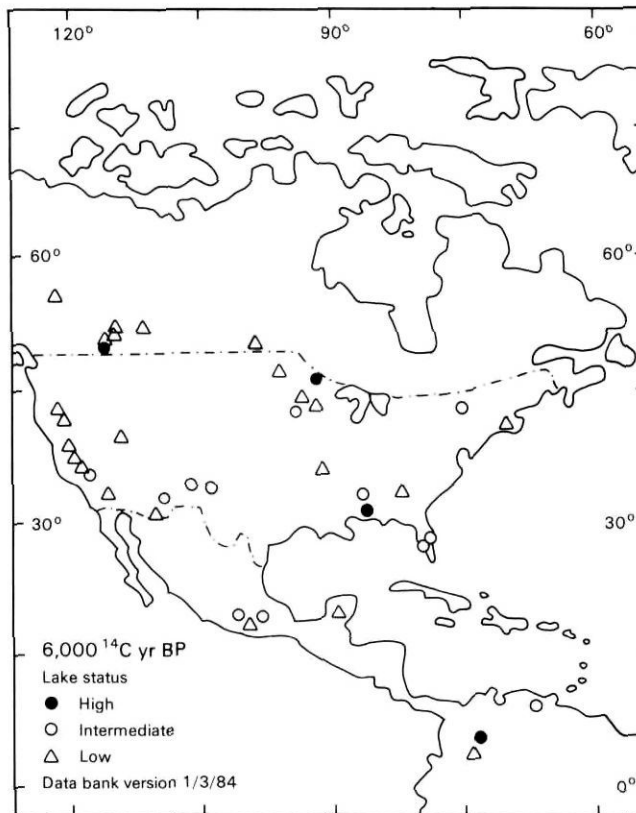 120° 90° 60°
60° 60°
30° 30°
6,000 ¹⁴C yr BP
Lake status
High
Intermediate
Low
Data bank version 1/3/84
0°